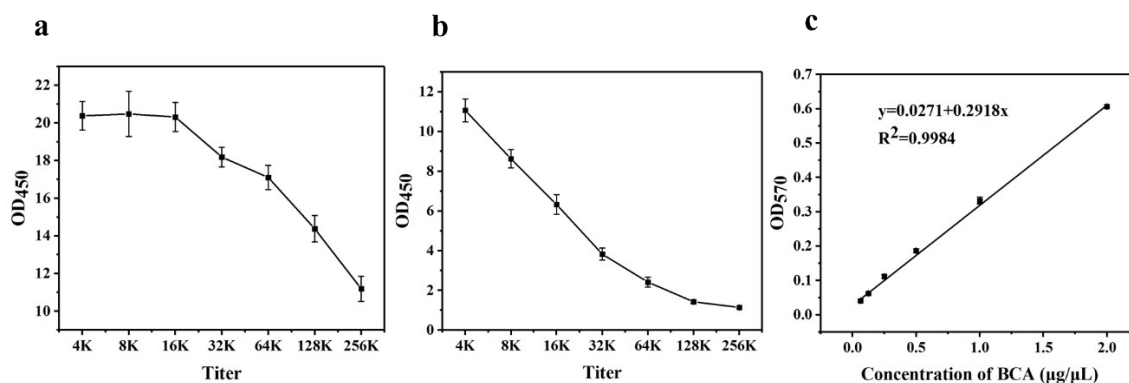 a
OD450
22
20
18
16
14
12
10
4K 8K 16K 32K 64K 128K 256K
Titer
b
OD450
12
10
8
6
4
2
0
4K 8K 16K 32K 64K 128K 256K
Titer
c
OD570
0.7
0.6
0.5
0.4
0.3
0.2
0.1
0.0
y=0.0271+0.2918x
R2=0.9984
0.0 0.5 1.0 1.5 2.0
Concentration of BCA (μg/μL)